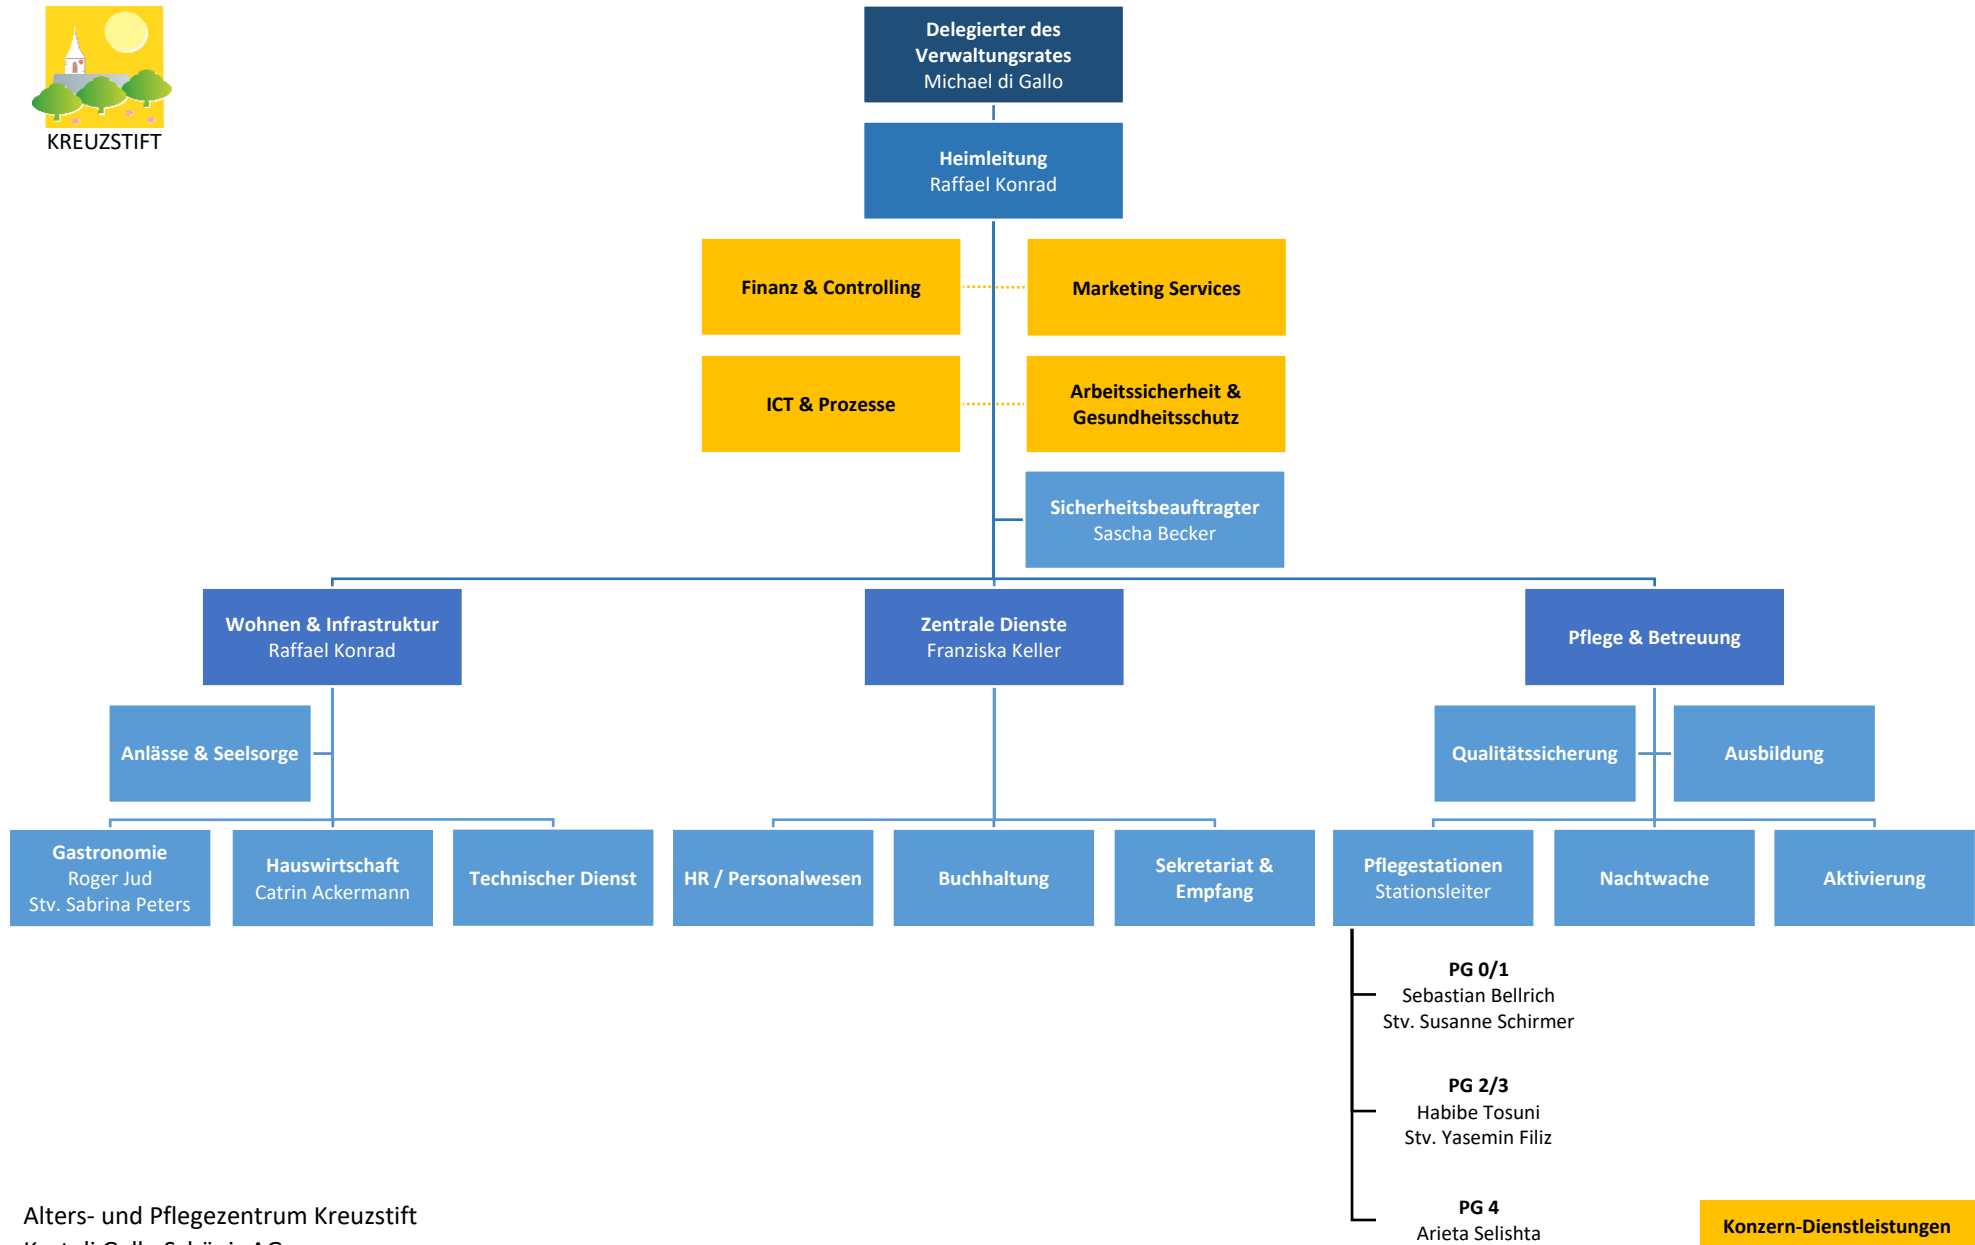 KREUZSTIFT
Delegierter des
Verwaltungsrates
Michael di Gallo
Heimleitung
Raffael Konrad
Finanz & Controlling
Marketing Services
ICT & Prozesse
Arbeitssicherheit &
Gesundheitsschutz
Sicherheitsbeauftragter
Sascha Becker
Wohnen & Infrastruktur
Raffael Konrad
Zentrale Dienste
Franziska Keller
Pflege & Betreuung
Anlässe & Seelsorge
Qualitätssicherung
Ausbildung
Gastronomie
Roger Jud
Stv. Sabrina Peters
Hauswirtschaft
Catrin Ackermann
Technischer Dienst
HR / Personalwesen
Buchhaltung
Sekretariat &
Empfang
Pflegestationen
Stationsleiter
Nachtwache
Aktivierung
PG 0/1
Sebastian Bellrich
Stv. Susanne Schirmer
PG 2/3
Habibe Tosuni
Stv. Yasemin Filiz
PG 4
Arieta Selishta
Alters- und Pflegezentrum Kreuzstift
Konzern-Dienstleistungen